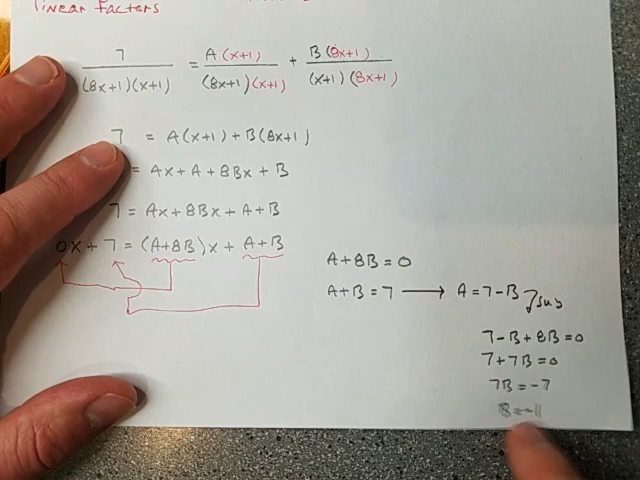 linear factors
7/((8x+1)(x+1)) = A(x+1)/((8x+1)(x+1)) + B(8x+1)/((x+1)(8x+1))
7 = A(x+1) + B(8x+1)
= Ax + A + 8Bx + B
7 = Ax + 8Bx + A + B
0x + 7 = (A+8B)x + A+B
A + 8B = 0
A + B = 7 → A = 7 - B
sub
7 - B + 8B = 0
7 + 7B = 0
7B = -7
B = -1